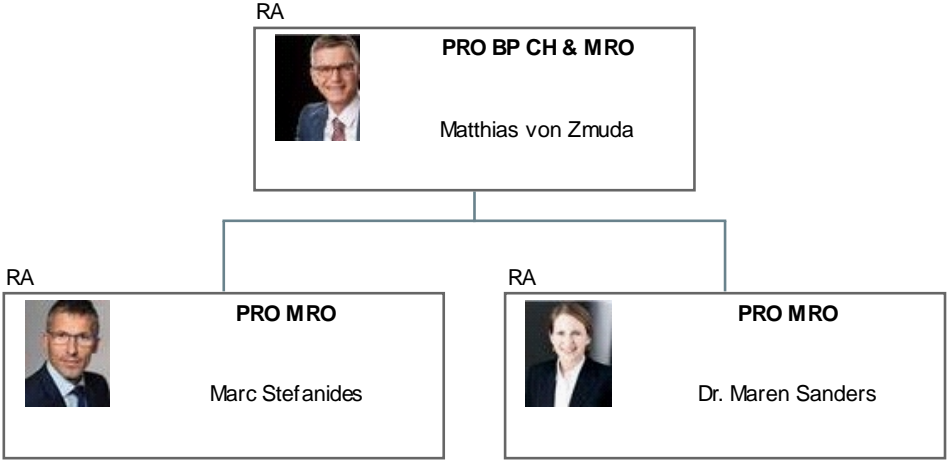 RA
PRO BP CH & MRO
Matthias von Zmuda
RA
PRO MRO
Marc Stefanides
RA
PRO MRO
Dr. Maren Sanders